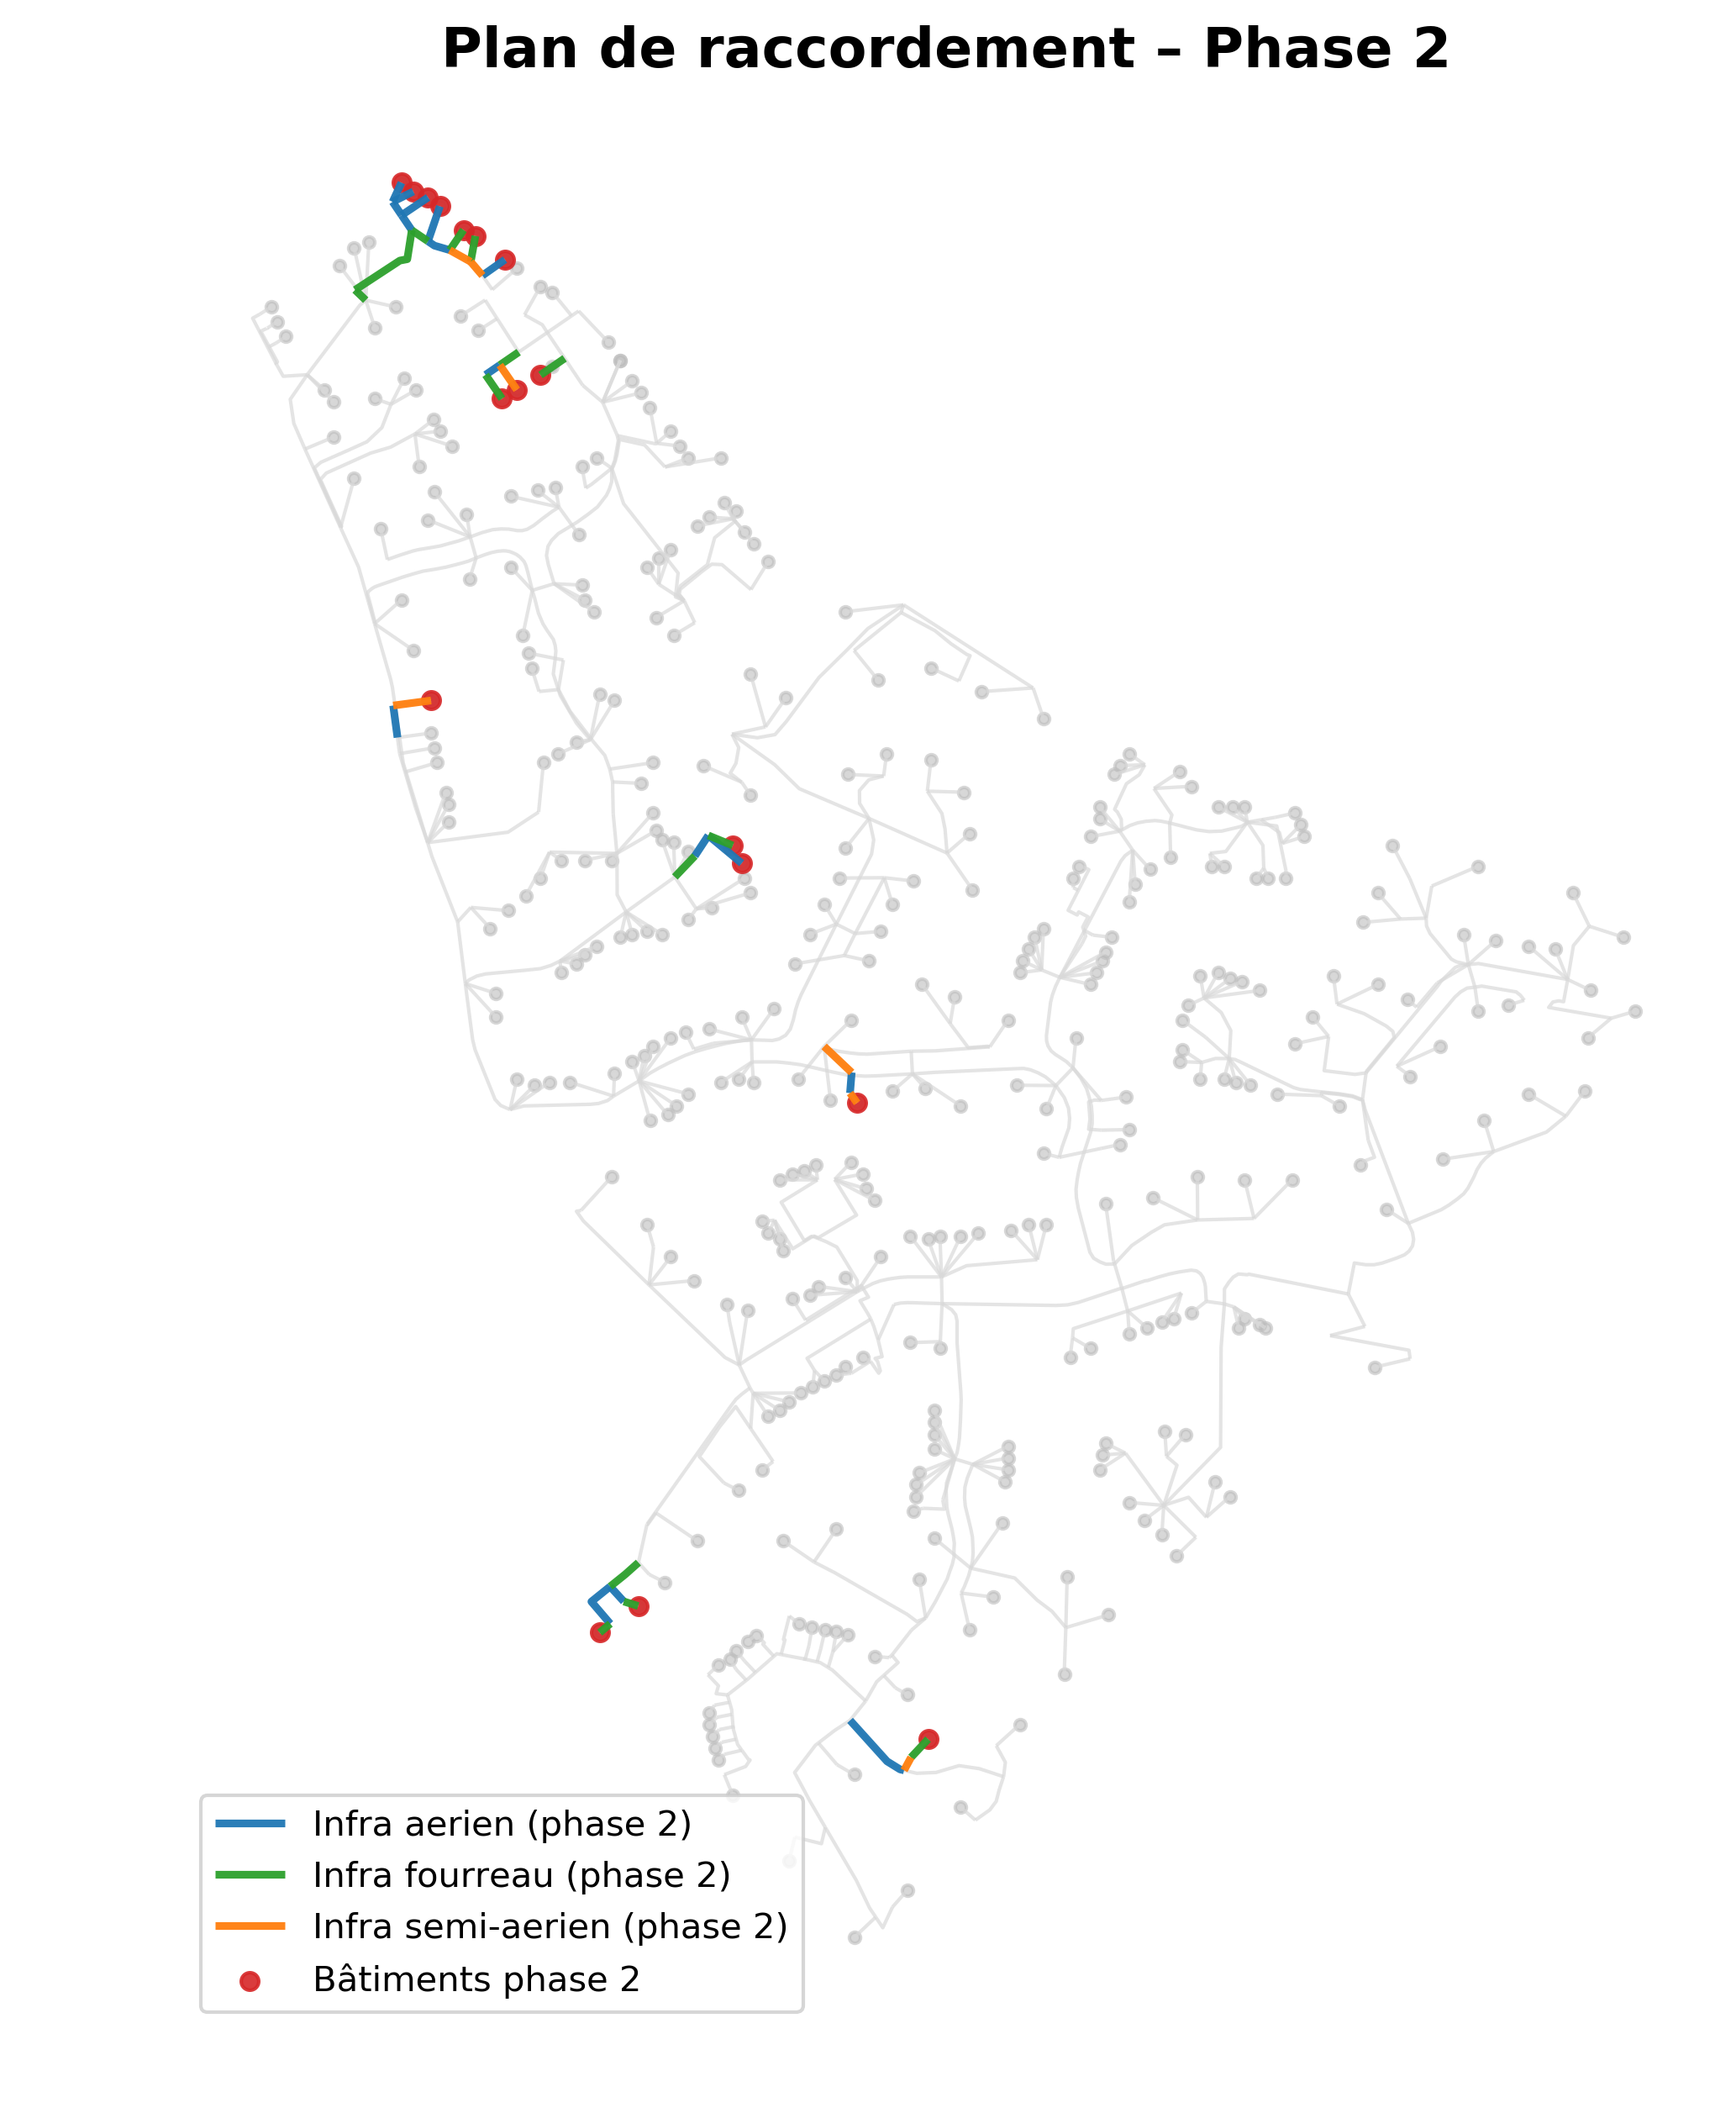 Plan de raccordement – Phase 2
Infra aerien (phase 2)
Infra fourreau (phase 2)
Infra semi-aerien (phase 2)
Bâtiments phase 2